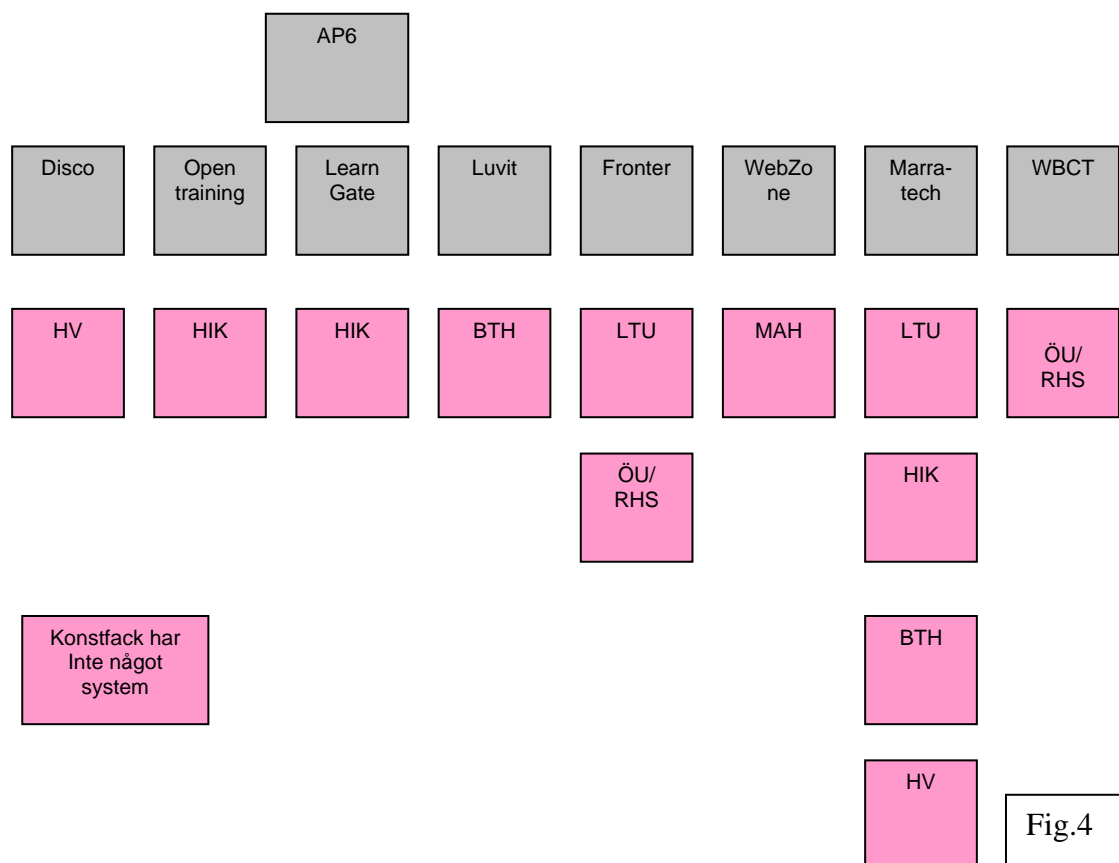 AP6
Disco
Open
training
Learn
Gate
Luvit
Fronter
WebZo
ne
Marra-
tech
WBCT
HV
HIK
HIK
BTH
LTU
MAH
LTU
ÖU/
RHS
ÖU/
RHS
HIK
Konstfack har
Inte något
system
BTH
HV
Fig.4